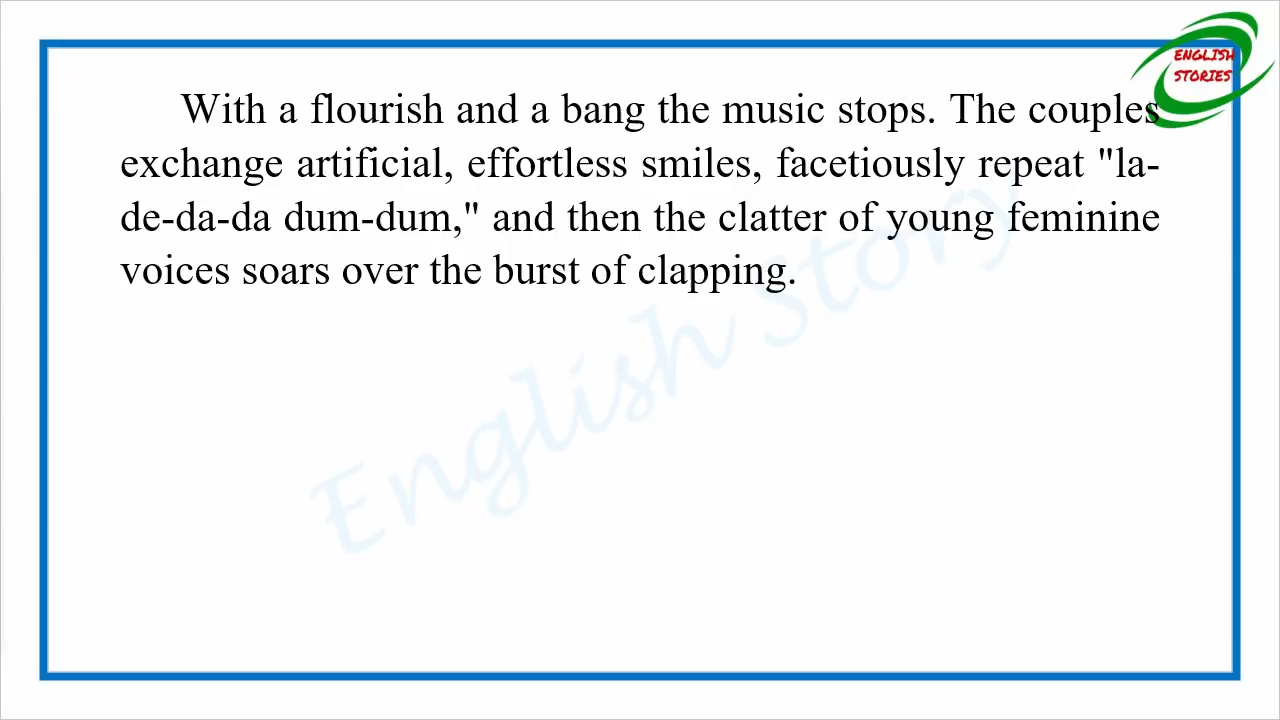 ENGLISH
STORIES
With a flourish and a bang the music stops. The couples
exchange artificial, effortless smiles, facetiously repeat "la-
de-da-da dum-dum," and then the clatter of young feminine
voices soars over the burst of clapping.
English Story